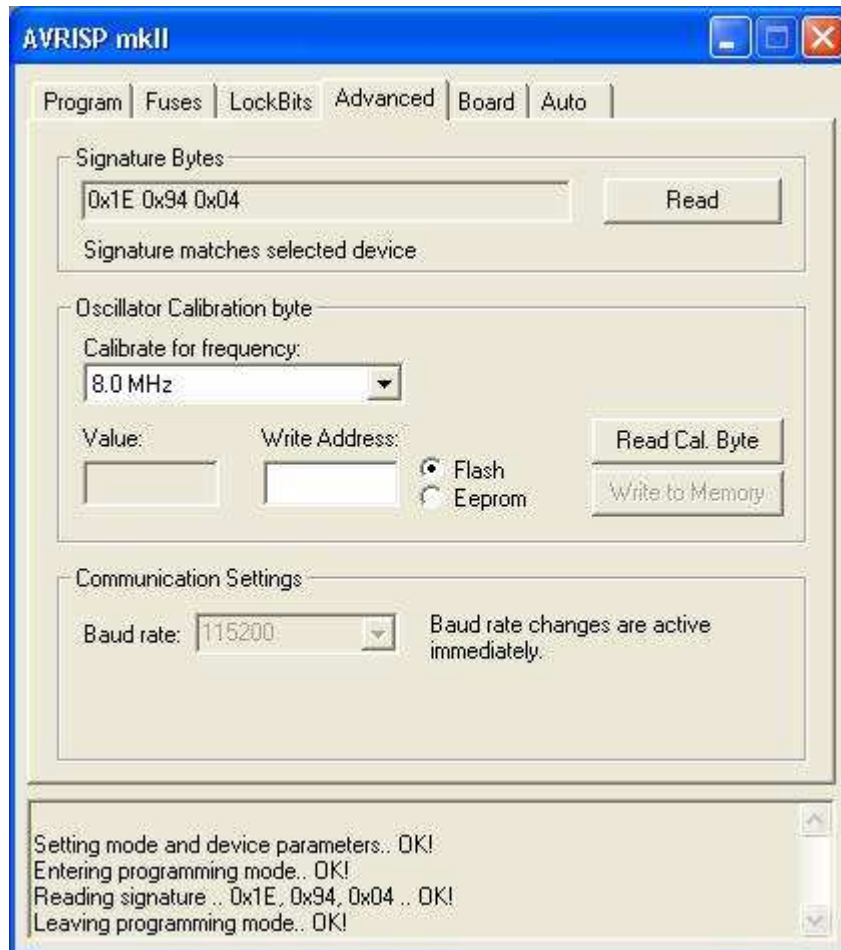 AVRISP mkII
Program Fuses LockBits Advanced Board Auto
Signature Bytes
0x1E 0x94 0x04 Read
Signature matches selected device
Oscillator Calibration byte
Calibrate for frequency:
8.0 MHz
Value: Write Address: Read Cal. Byte
Flash
Eeprom Write to Memory
Communication Settings
Baud rate: 115200 Baud rate changes are active
immediately.
Setting mode and device parameters.. OK!
Entering programming mode.. OK!
Reading signature .. 0x1E, 0x94, 0x04 .. OK!
Leaving programming mode.. OK!